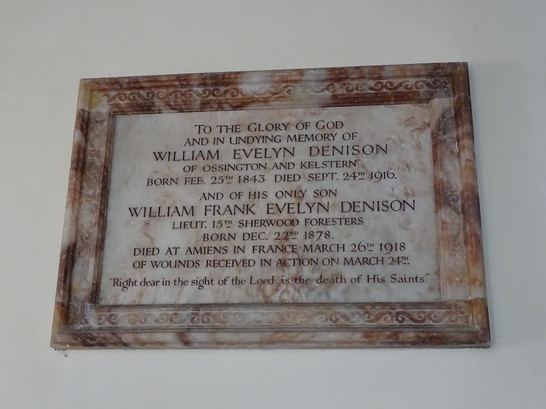 TO THE GLORY OF GOD
AND IN UNDYING MEMORY OF
WILLIAM EVELYN DENISON
OF OSSINGTON AND KELSTERN
BORN FEB. 25TH 1843 DIED SEPT. 24TH 1916.
AND OF HIS ONLY SON
WILLIAM FRANK EVELYN DENISON
LIEUT. 15TH SHERWOOD FORESTERS
BORN DEC. 22ND 1878,
DIED AT AMIENS IN FRANCE MARCH 26TH 1918
OF WOUNDS RECEIVED IN ACTION ON MARCH 24TH.
"Right dear in the sight of the Lord: is the death of His Saints."